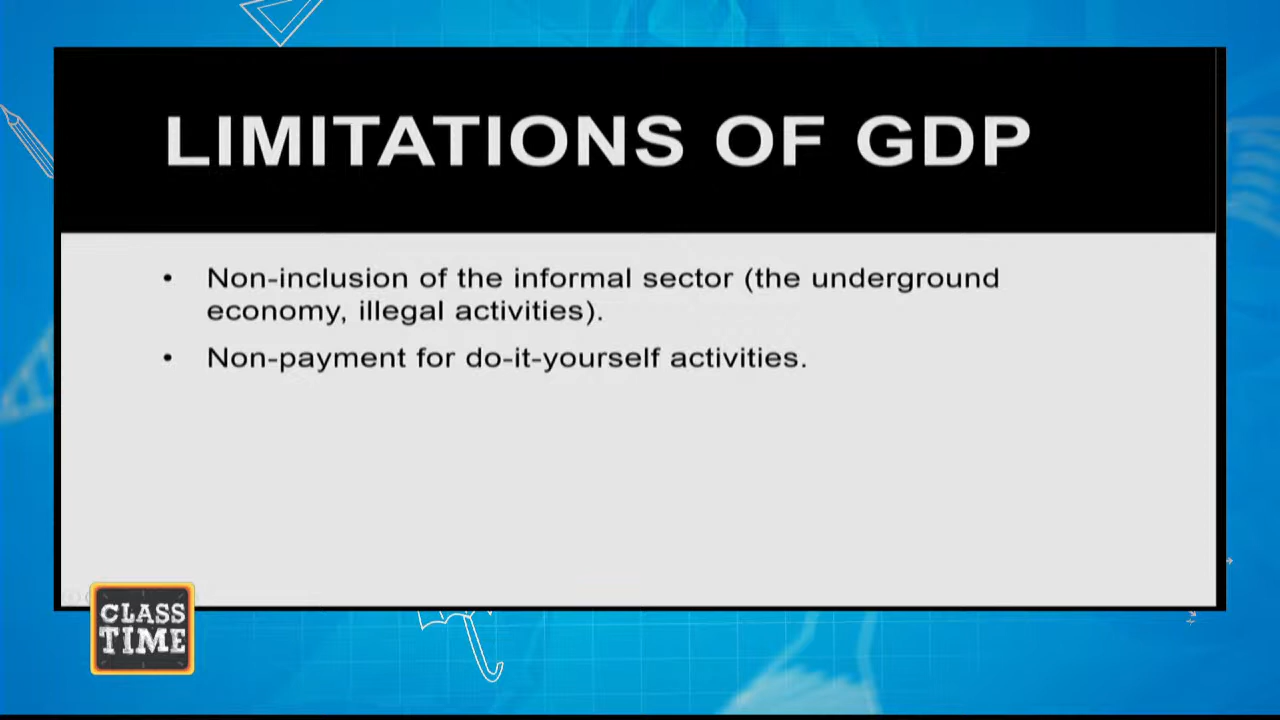 LIMITATIONS OF GDP
• Non-inclusion of the informal sector (the underground
economy, illegal activities).
• Non-payment for do-it-yourself activities.
CLASS
TIME